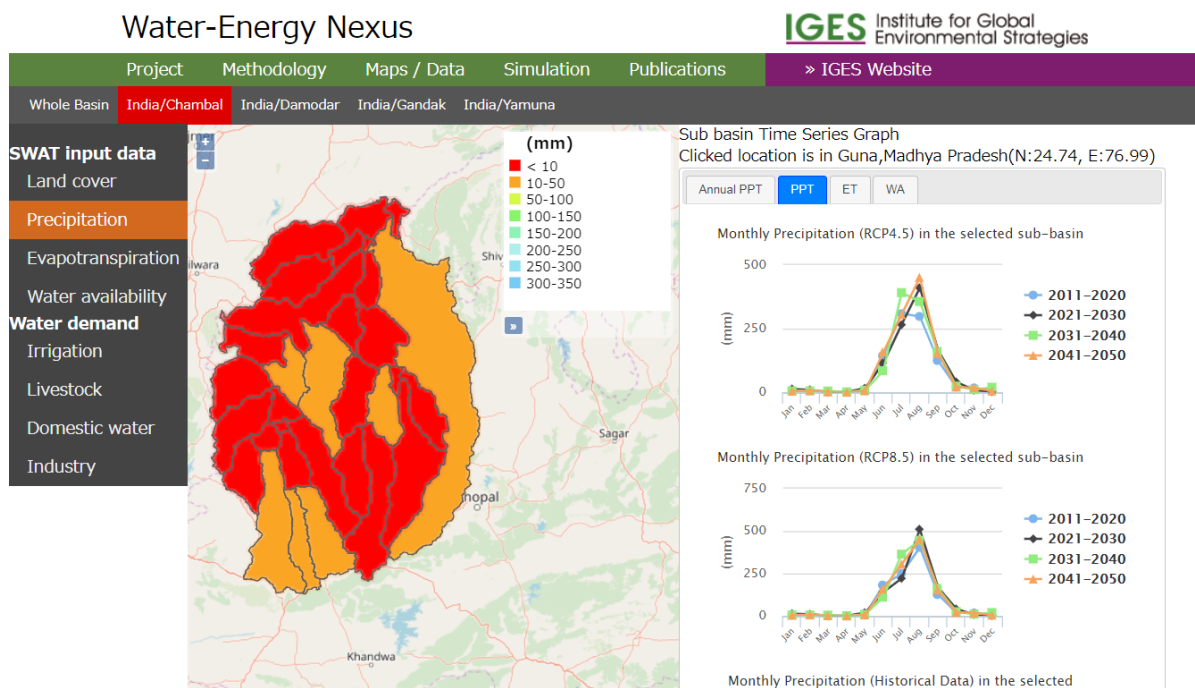 Water-Energy Nexus
IGES Institute for Global
Environmental Strategies
Project Methodology Maps / Data Simulation Publications » IGES Website
Whole Basin India/Chambal India/Damodar India/Gandak India/Yamuna
SWAT input data
Land cover
Precipitation
Evapotranspiration
Water availability
Water demand
Irrigation
Livestock
Domestic water
Industry
+
−
lwara
Shiv
Sagar
hopal
Khandwa
(mm)
< 10
10-50
50-100
100-150
150-200
200-250
250-300
300-350
»
Sub basin Time Series Graph
Clicked location is in Guna,Madhya Pradesh(N:24.74, E:76.99)
Annual PPT PPT ET WA
Monthly Precipitation (RCP4.5) in the selected sub-basin
500
250
0
(mm)
Jan Feb Mar Apr May Jun Jul Aug Sep Oct Nov Dec
2011-2020
2021-2030
2031-2040
2041-2050
Monthly Precipitation (RCP8.5) in the selected sub-basin
750
500
250
0
(mm)
Jan Feb Mar Apr May Jun Jul Aug Sep Oct Nov Dec
2011-2020
2021-2030
2031-2040
2041-2050
Monthly Precipitation (Historical Data) in the selected